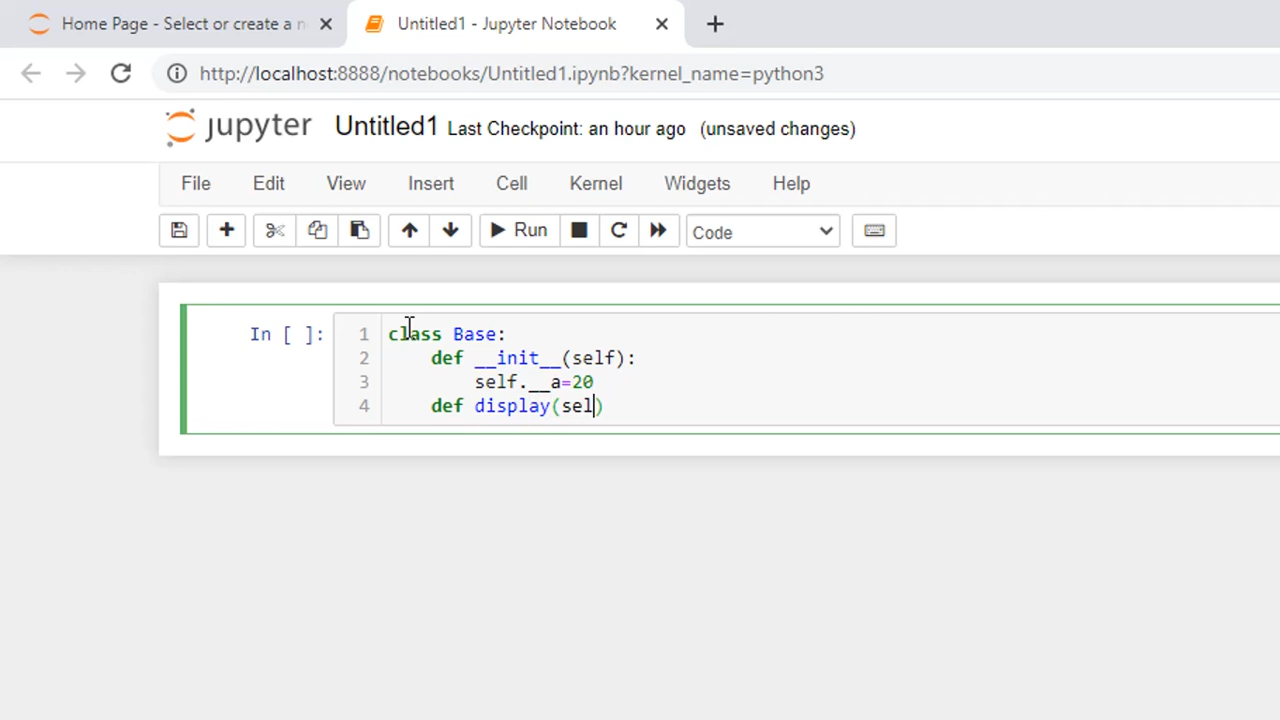 Home Page - Select or create a n
Untitled1 - Jupyter Notebook
http://localhost:8888/notebooks/Untitled1.ipynb?kernel_name=python3
jupyter Untitled1 Last Checkpoint: an hour ago (unsaved changes)
File Edit View Insert Cell Kernel Widgets Help
Run Code
In [ ]: 1 class Base:
2 def __init__(self):
3 self.__a=20
4 def display(sel)